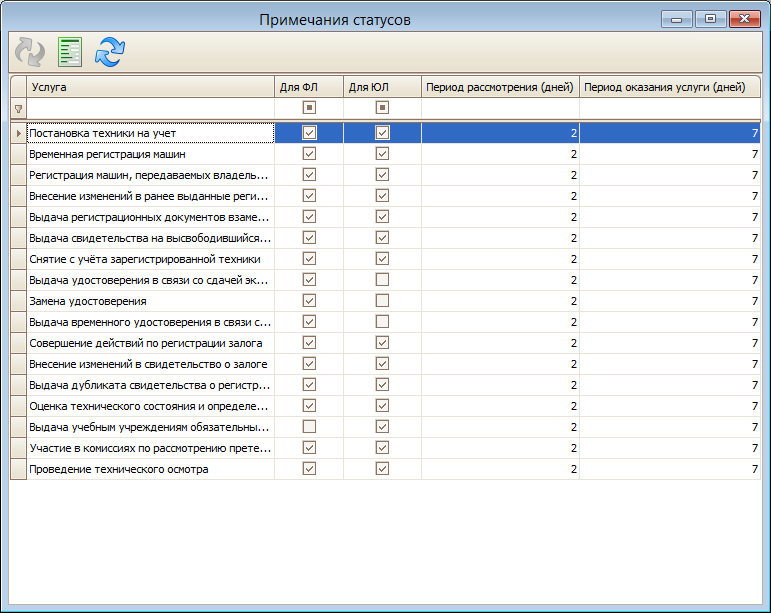 Примечания статусов
Услуга Для ФЛ Для ЮЛ Период рассмотрения (дней) Период оказания услуги (дней)
Постановка техники на учет 2 7
Временная регистрация машин 2 7
Регистрация машин, передаваемых владель... 2 7
Внесение изменений в ранее выданные реги... 2 7
Выдача регистрационных документов взаме... 2 7
Выдача свидетельства на высвободившийся... 2 7
Снятие с учёта зарегистрированной техники 2 7
Выдача удостоверения в связи со сдачей эк... 2 7
Замена удостоверения 2 7
Выдача временного удостоверения в связи с... 2 7
Совершение действий по регистрации залога 2 7
Внесение изменений в свидетельство о залоге 2 7
Выдача дубликата свидетельства о регистр... 2 7
Оценка технического состояния и определе... 2 7
Выдача учебным учреждениям обязательны... 2 7
Участие в комиссиях по рассмотрению прете... 2 7
Проведение технического осмотра 2 7